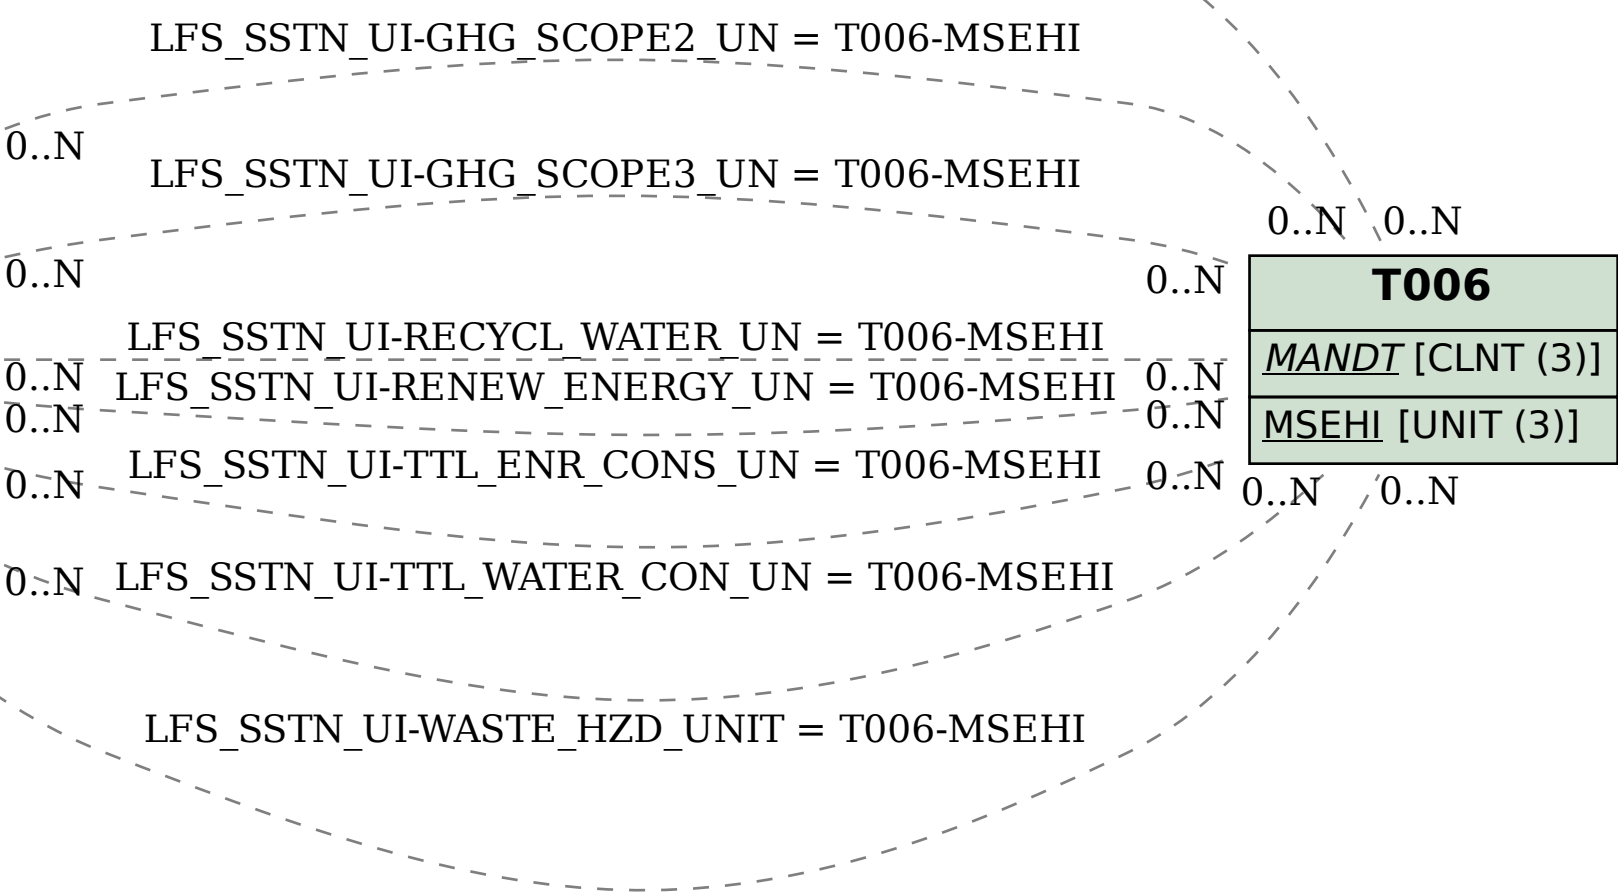 LFS_SSTN_UI-GHG_SCOPE2_UN = T006-MSEHI
0..N
LFS_SSTN_UI-GHG_SCOPE3_UN = T006-MSEHI
0..N 0..N
0..N
0..N
T006
LFS_SSTN_UI-RECYCL_WATER_UN = T006-MSEHI
MANDT [CLNT (3)]
0..N
LFS_SSTN_UI-RENEW_ENERGY_UN = T006-MSEHI
0..N
0..N
0..N
MSEHI [UNIT (3)]
LFS_SSTN_UI-TTL_ENR_CONS_UN = T006-MSEHI
0..N
0..N
0..N 0..N
LFS_SSTN_UI-TTL_WATER_CON_UN = T006-MSEHI
0..N
LFS_SSTN_UI-WASTE_HZD_UNIT = T006-MSEHI